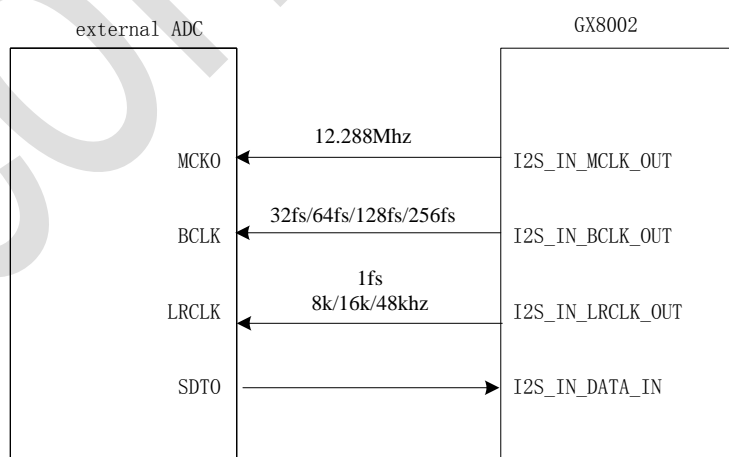 external ADC
GX8002
12.288Mhz
MCKO
I2S_IN_MCLK_OUT
32fs/64fs/128fs/256fs
BCLK
I2S_IN_BCLK_OUT
1fs
8k/16k/48khz
LRCLK
I2S_IN_LRCLK_OUT
SDTO
I2S_IN_DATA_IN